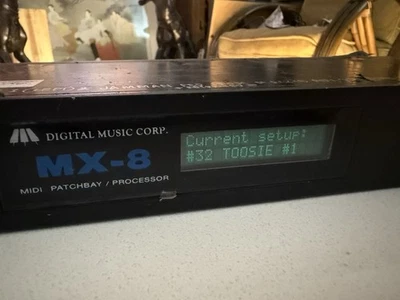 DIGITAL MUSIC CORP.
MX-8
MIDI PATCHBAY / PROCESSOR
Current setup:
#32 TOOSIE #1